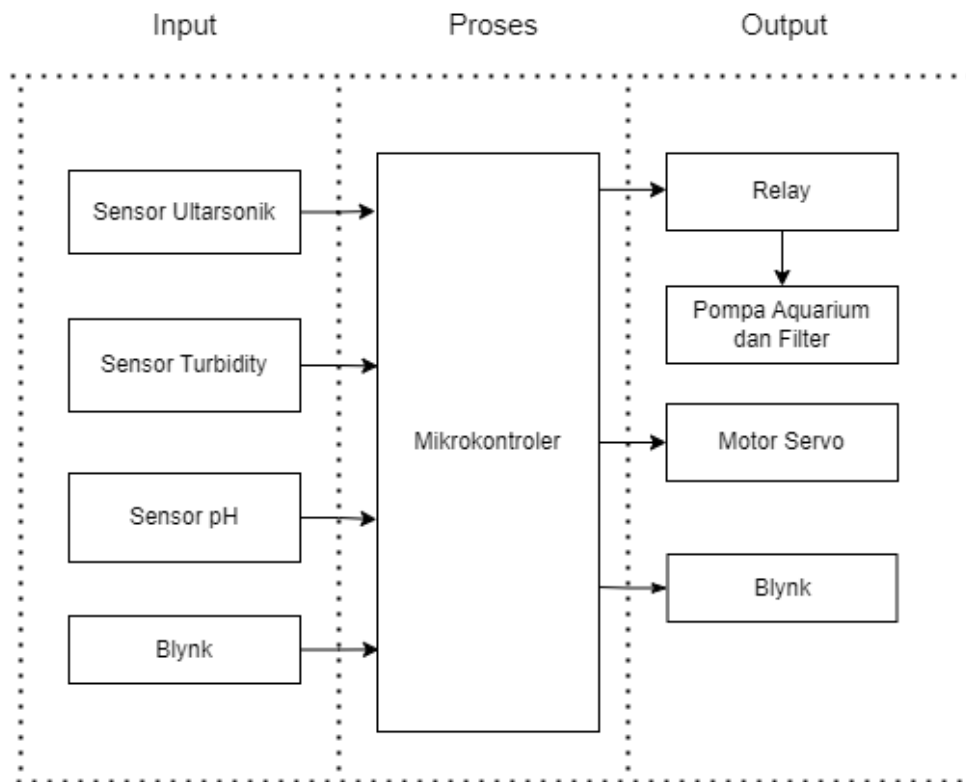 Input
Proses
Output
Sensor Ultarsonik
Sensor Turbidity
Sensor pH
Blynk
Mikrokontroler
Relay
Pompa Aquarium
dan Filter
Motor Servo
Blynk